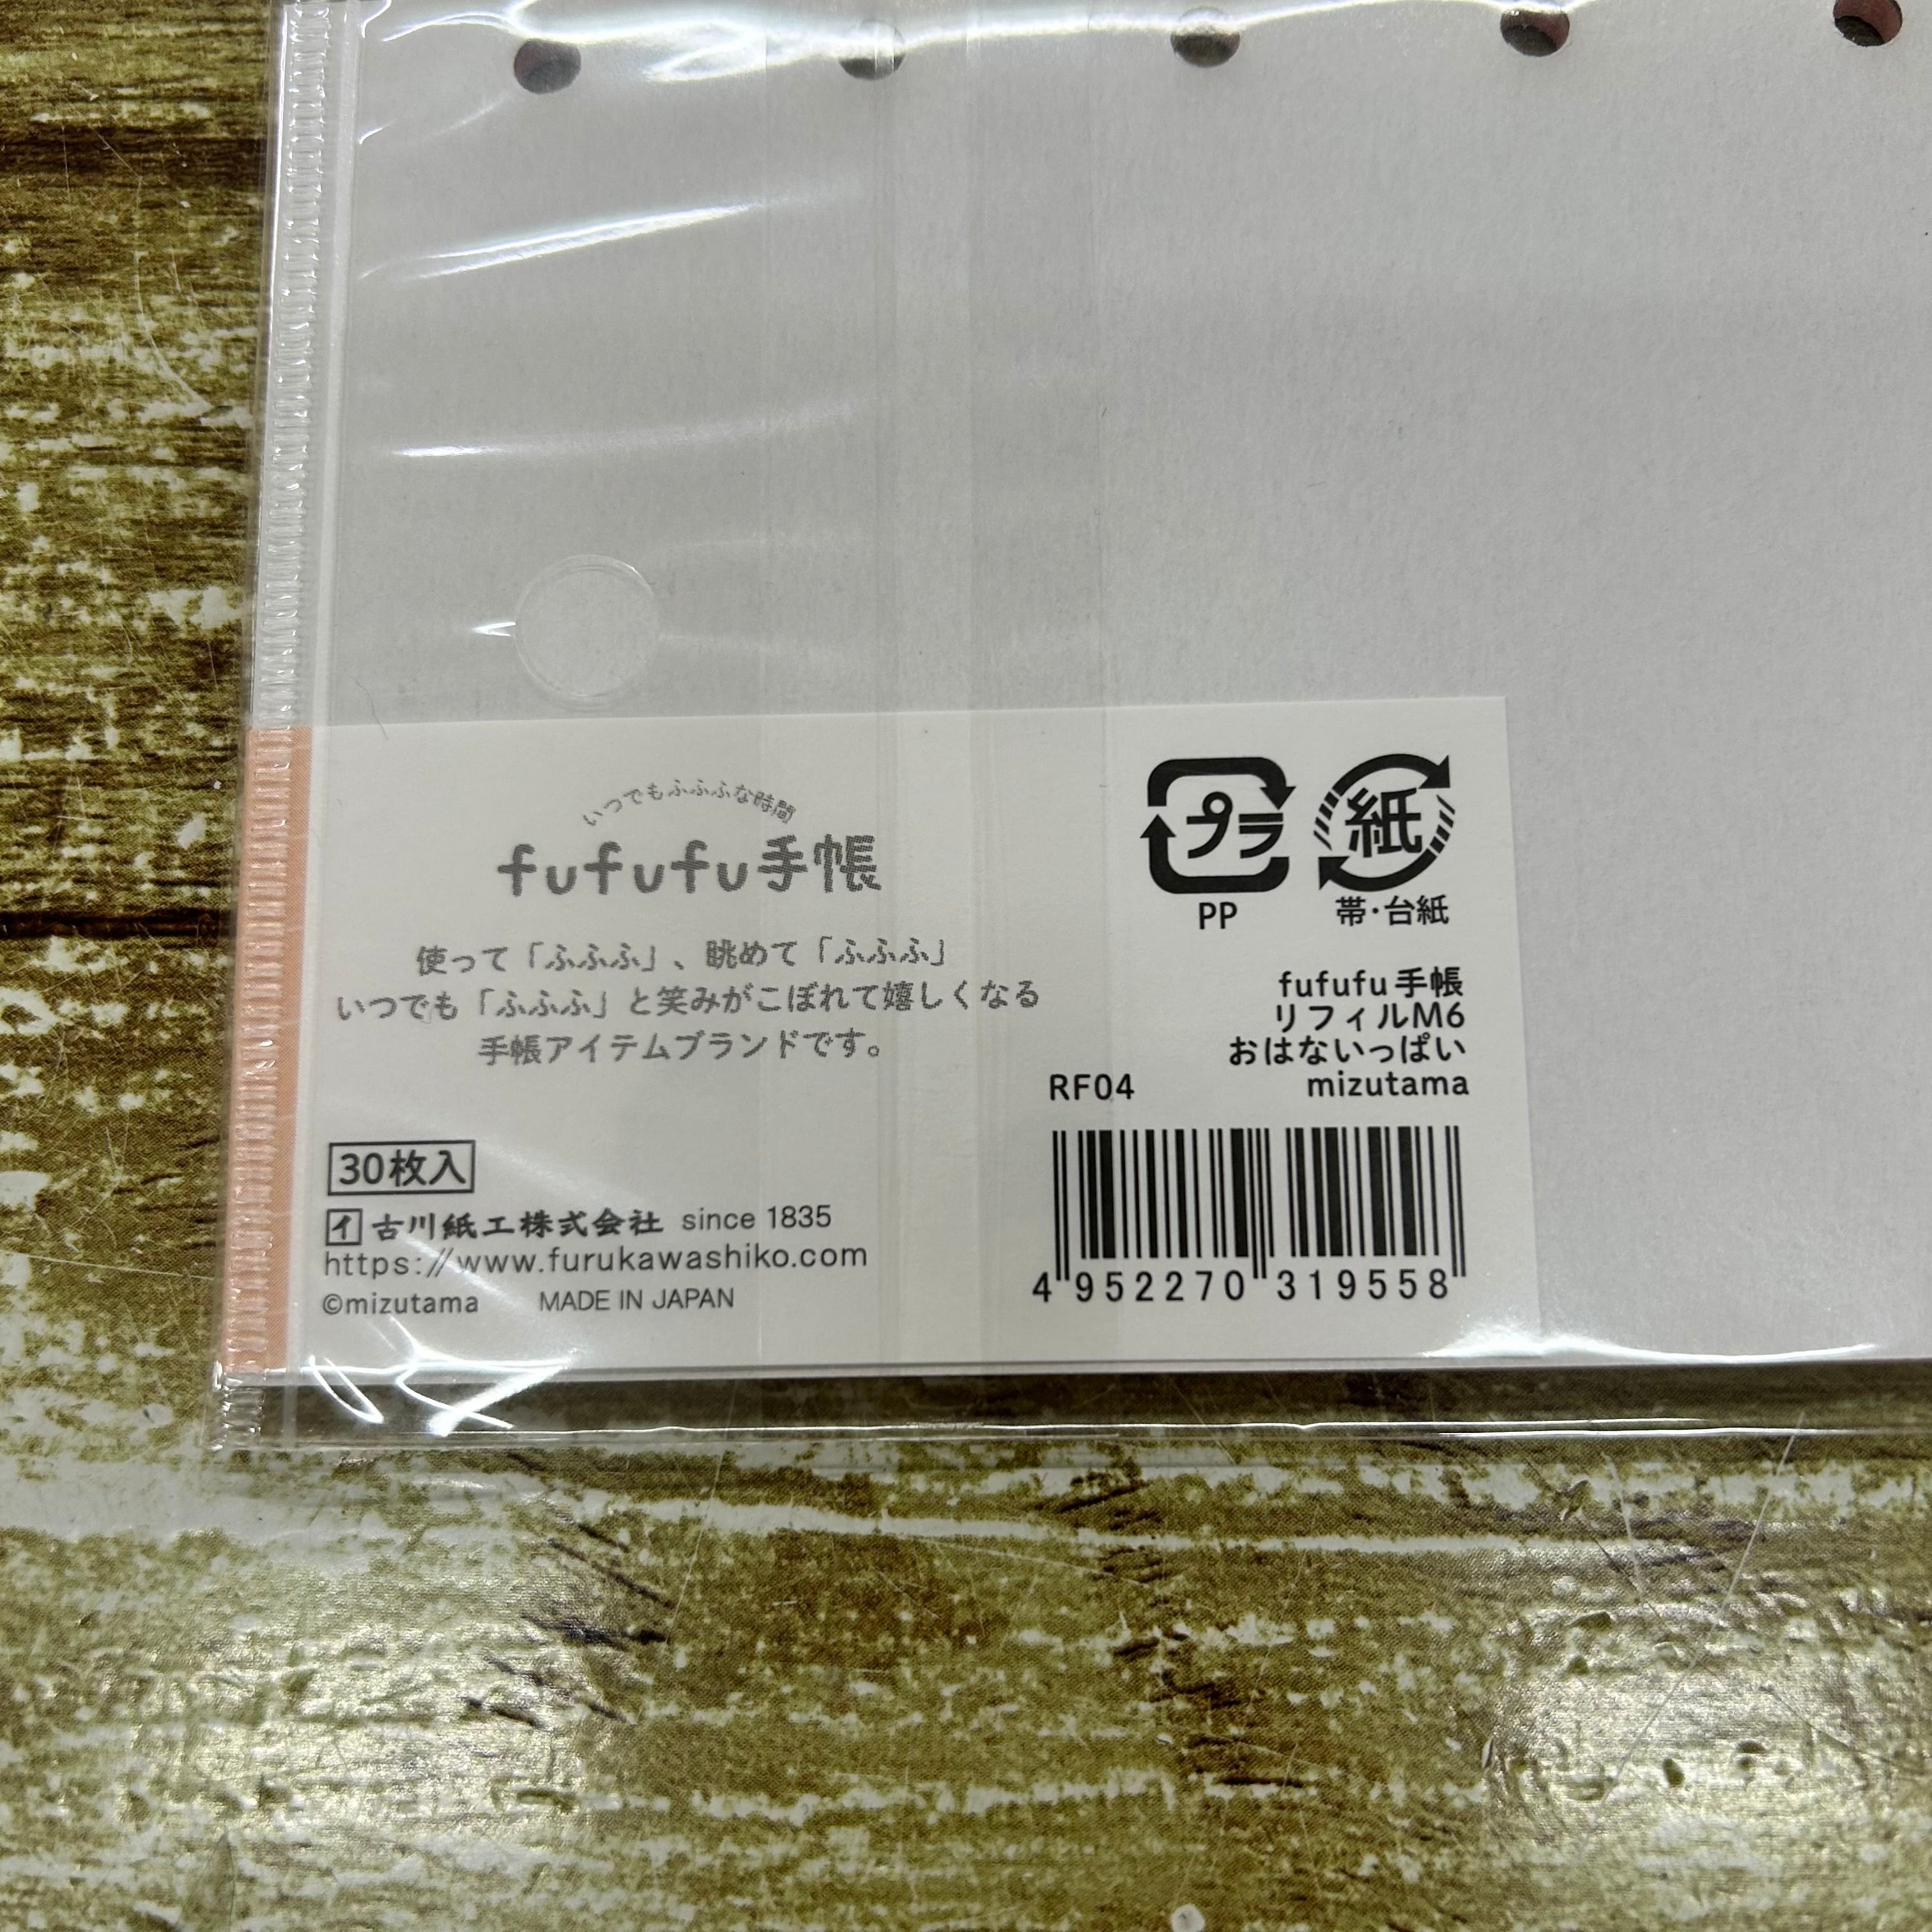 いつでもふふふな時間
fufufu手帳
使って「ふふふ」、眺めて「ふふふ」
いつでも「ふふふ」と笑みがこぼれて嬉しくなる
手帳アイテムブランドです。
30枚入
イ 古川紙工株式会社 since 1835
https://www.furukawashiko.com
©mizutama MADE IN JAPAN
プラ 紙
PP 帯・台紙
fufufu手帳
リフィルM6
おはないっぱい
RF04 mizutama
4 952270 319558